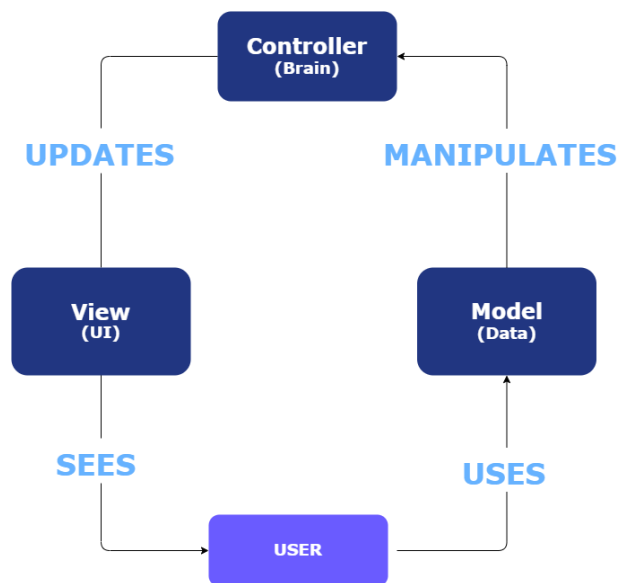 Controller
(Brain)
UPDATES
MANIPULATES
View
(UI)
Model
(Data)
SEES
USES
USER